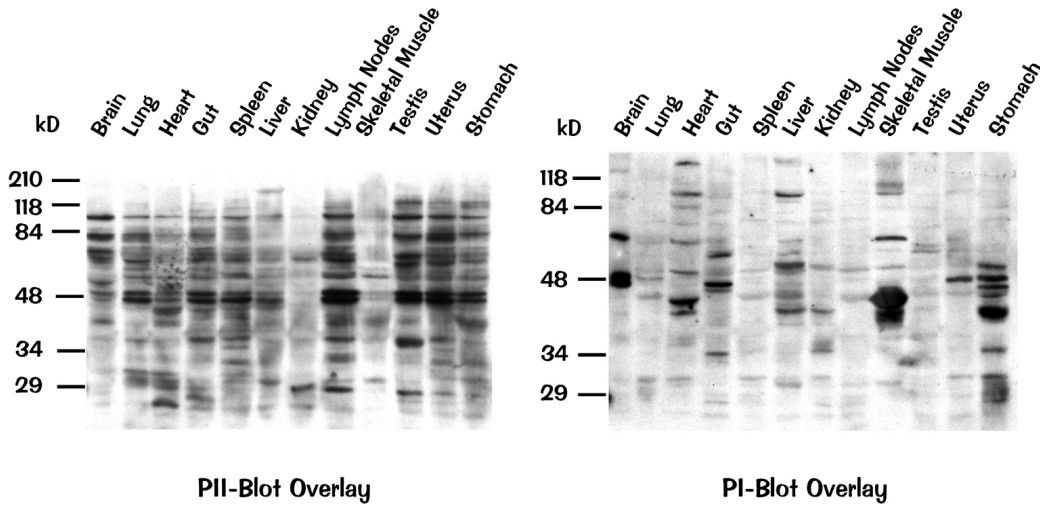 kD
Brain
Lung
Heart
Gut
Spleen
Liver
Kidney
Lymph Nodes
Skeletal Muscle
Testis
Uterus
Stomach
210
118
84
48
34
29
PII-Blot Overlay
kD
Brain
Lung
Heart
Gut
Spleen
Liver
Kidney
Lymph Nodes
Skeletal Muscle
Testis
Uterus
Stomach
118
84
48
34
29
PI-Blot Overlay